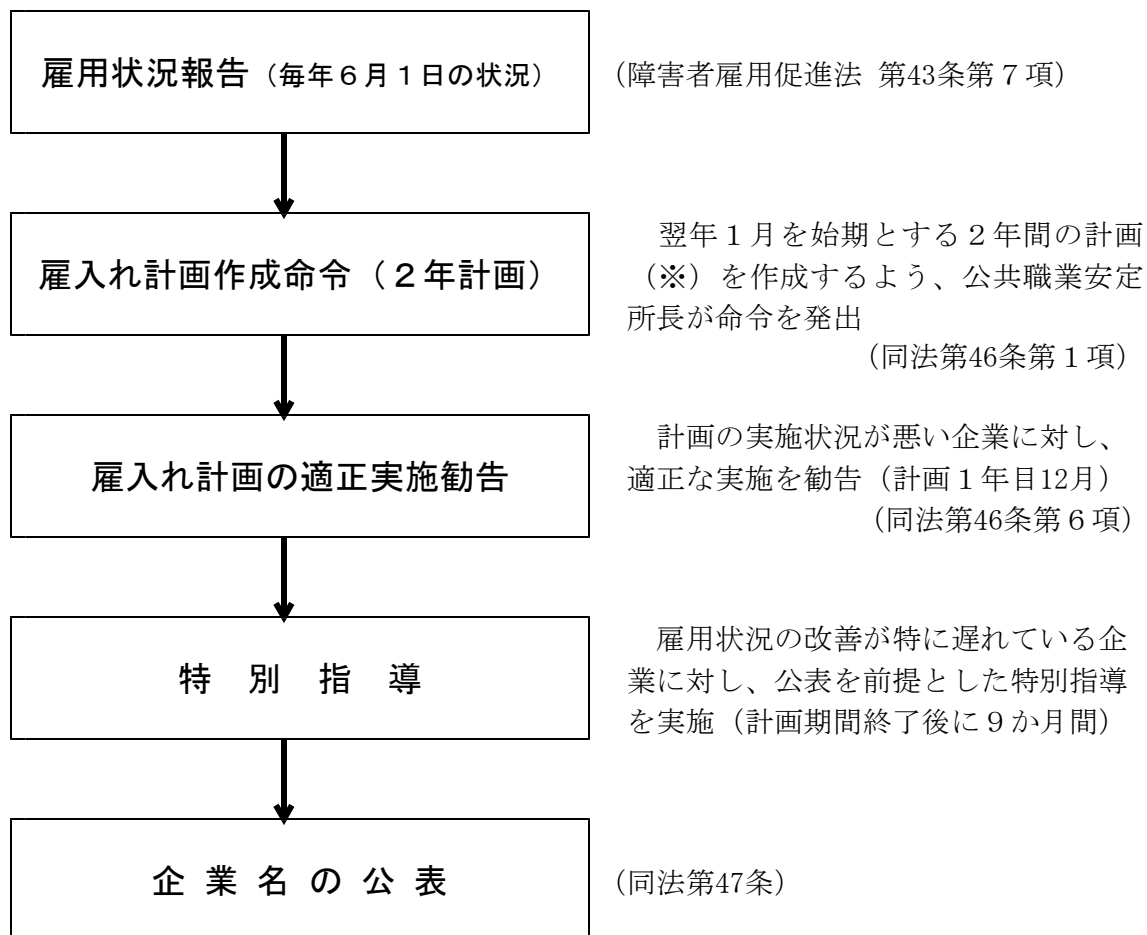 雇用状況報告（毎年６月１日の状況）
（障害者雇用促進法 第43条第７項）
雇入れ計画作成命令（２年計画）
翌年１月を始期とする２年間の計画
（※）を作成するよう、公共職業安定
所長が命令を発出
（同法第46条第１項）
雇入れ計画の適正実施勧告
計画の実施状況が悪い企業に対し、
適正な実施を勧告（計画１年目12月）
（同法第46条第６項）
特 別 指 導
雇用状況の改善が特に遅れている企
業に対し、公表を前提とした特別指導
を実施（計画期間終了後に９か月間）
企 業 名 の 公 表
（同法第47条）